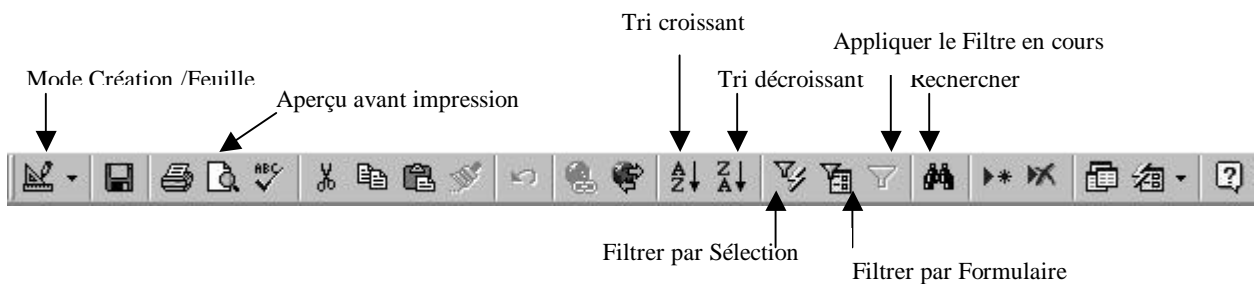 Tri croissant
Appliquer le Filtre en cours
Mode Création /Feuille
Tri décroissant
Rechercher
Aperçu avant impression
ABC
A
Z
Z
A
?
Filtrer par Sélection
Filtrer par Formulaire